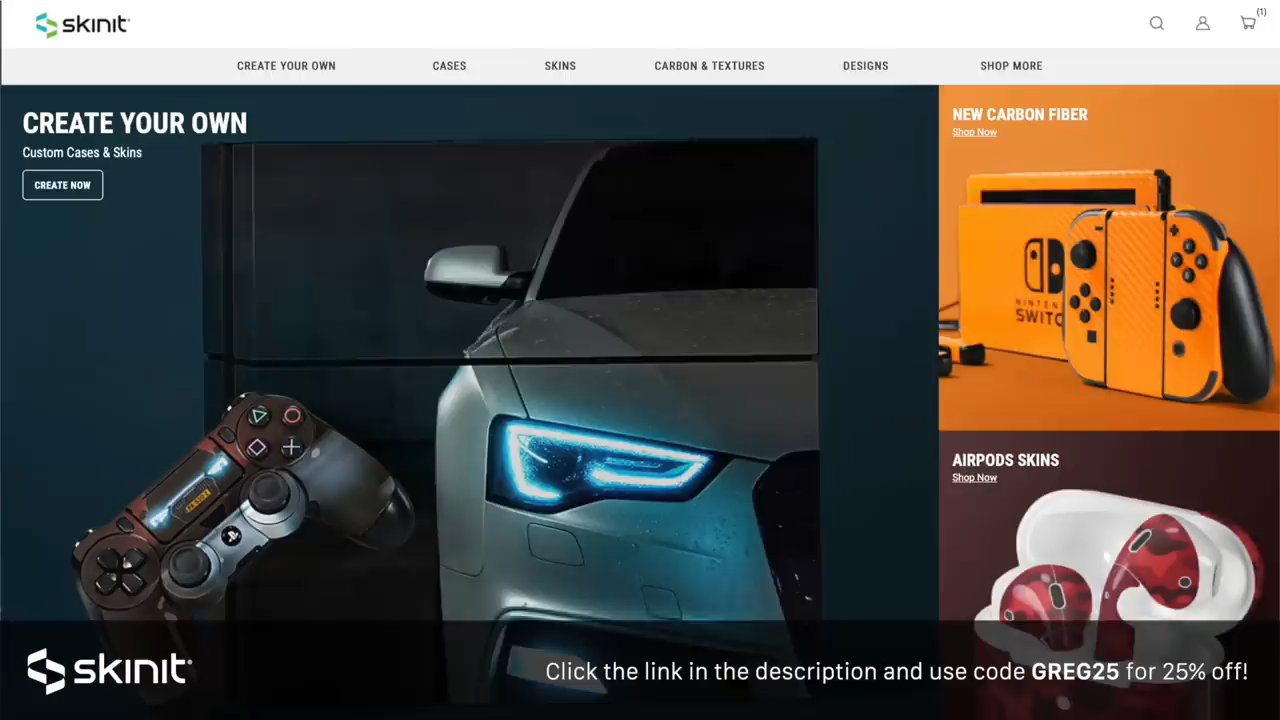 skinit
(1)
CREATE YOUR OWN CASES SKINS CARBON & TEXTURES DESIGNS SHOP MORE
CREATE YOUR OWN
Custom Cases & Skins
CREATE NOW
NEW CARBON FIBER
Shop Now
SWITC
AIRPODS SKINS
Shop Now
skinit
Click the link in the description and use code GREG25 for 25% off!